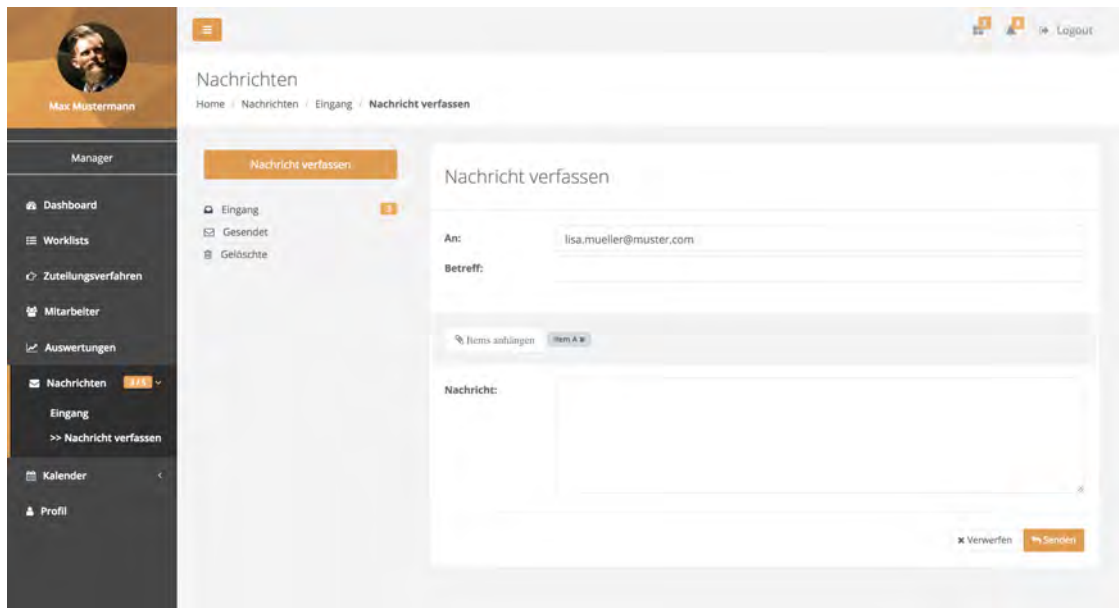 Max Mustermann
Manager
Dashboard
Worklists
Zuteilungsverfahren
Mitarbeiter
Auswertungen
Nachrichten
Eingang
>> Nachricht verfassen
Kalender
Profil
Logout
Nachrichten
Home / Nachrichten / Eingang / Nachricht verfassen
Nachricht verfassen
Eingang
Gesendet
Gelöschte
Nachricht verfassen
An: lisa.mueller@muster.com
Betreff:
Items anhängen Item A
Nachricht:
Verwerfen Senden